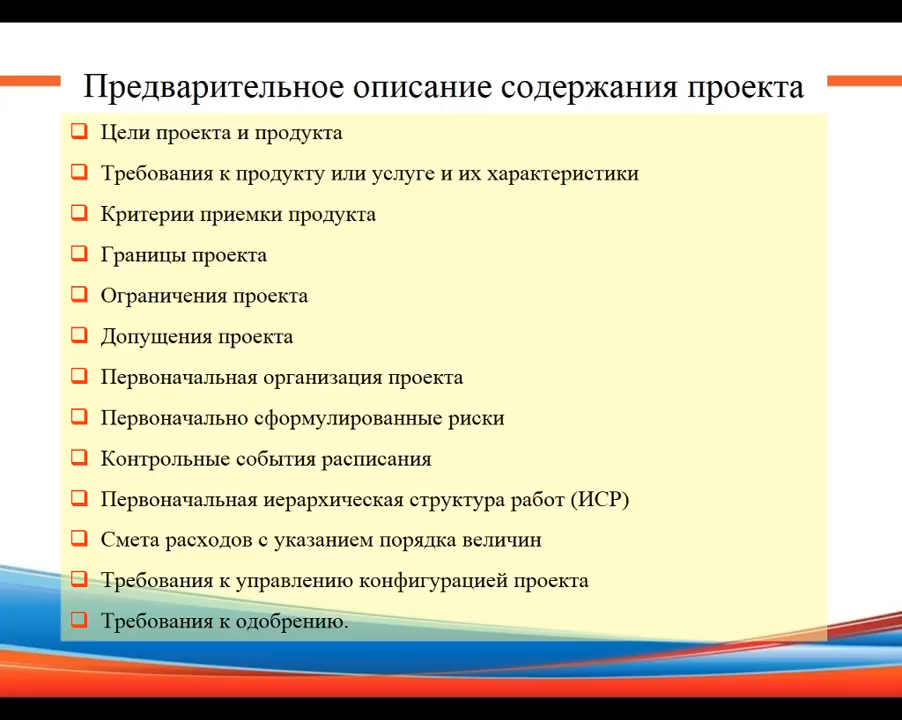 Предварительное описание содержания проекта
Цели проекта и продукта
Требования к продукту или услуге и их характеристики
Критерии приемки продукта
Границы проекта
Ограничения проекта
Допущения проекта
Первоначальная организация проекта
Первоначально сформулированные риски
Контрольные события расписания
Первоначальная иерархическая структура работ (ИСР)
Смета расходов с указанием порядка величин
Требования к управлению конфигурацией проекта
Требования к одобрению.